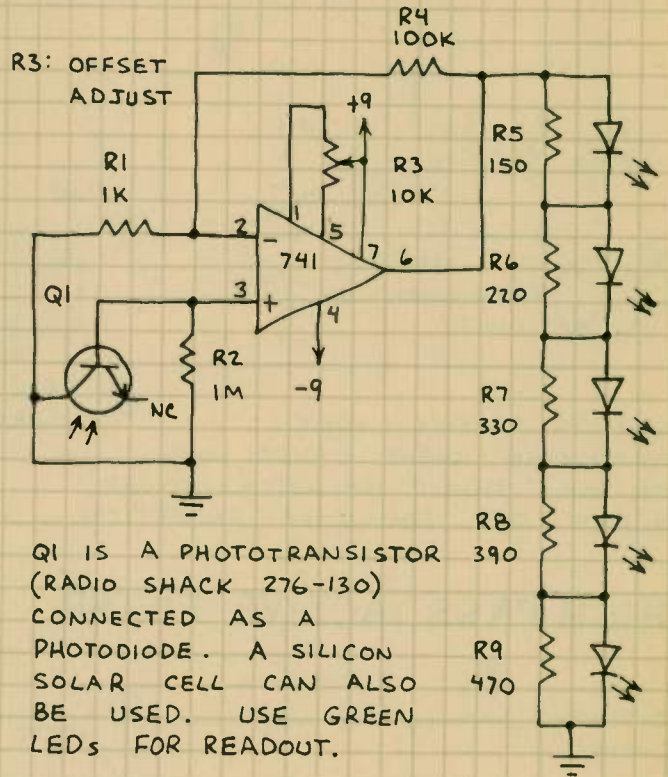 R4
100K
R3: OFFSET
ADJUST
+9
R1
1K
R3
10K
R5
150
1
5
7
2
-
741
6
3
+
4
Q1
R2
1M
-9
NC
R6
220
R7
330
R8
390
R9
470
Q1 IS A PHOTOTRANSISTOR
(RADIO SHACK 276-130)
CONNECTED AS A
PHOTODIODE. A SILICON
SOLAR CELL CAN ALSO
BE USED. USE GREEN
LEDs FOR READOUT.